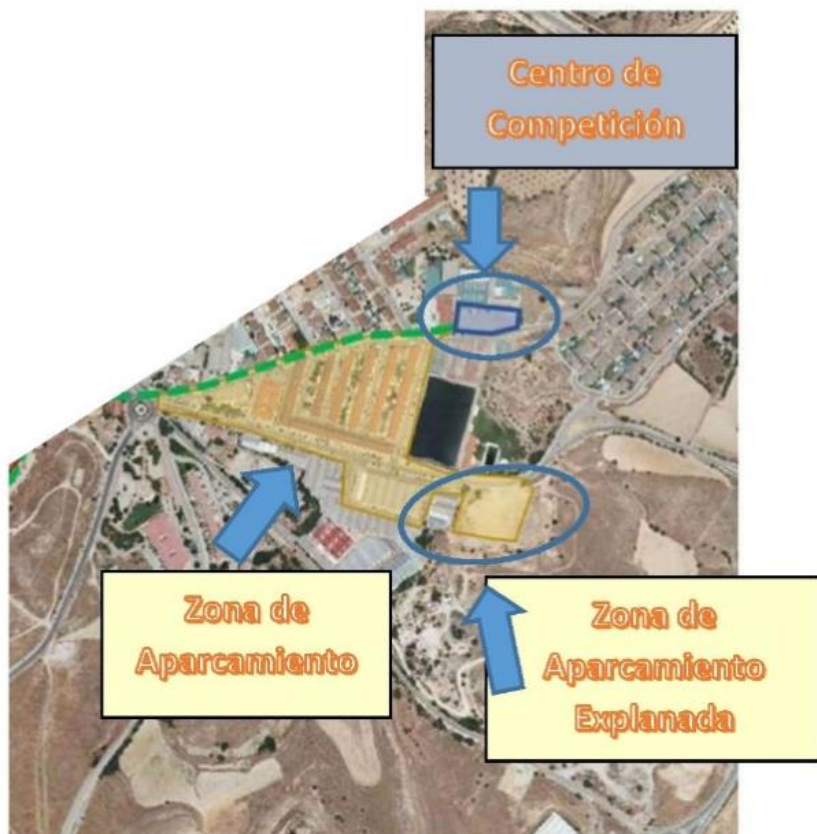 Centro de
Competición
Zona de
Aparcamiento
Zona de
Aparcamiento
Explanada